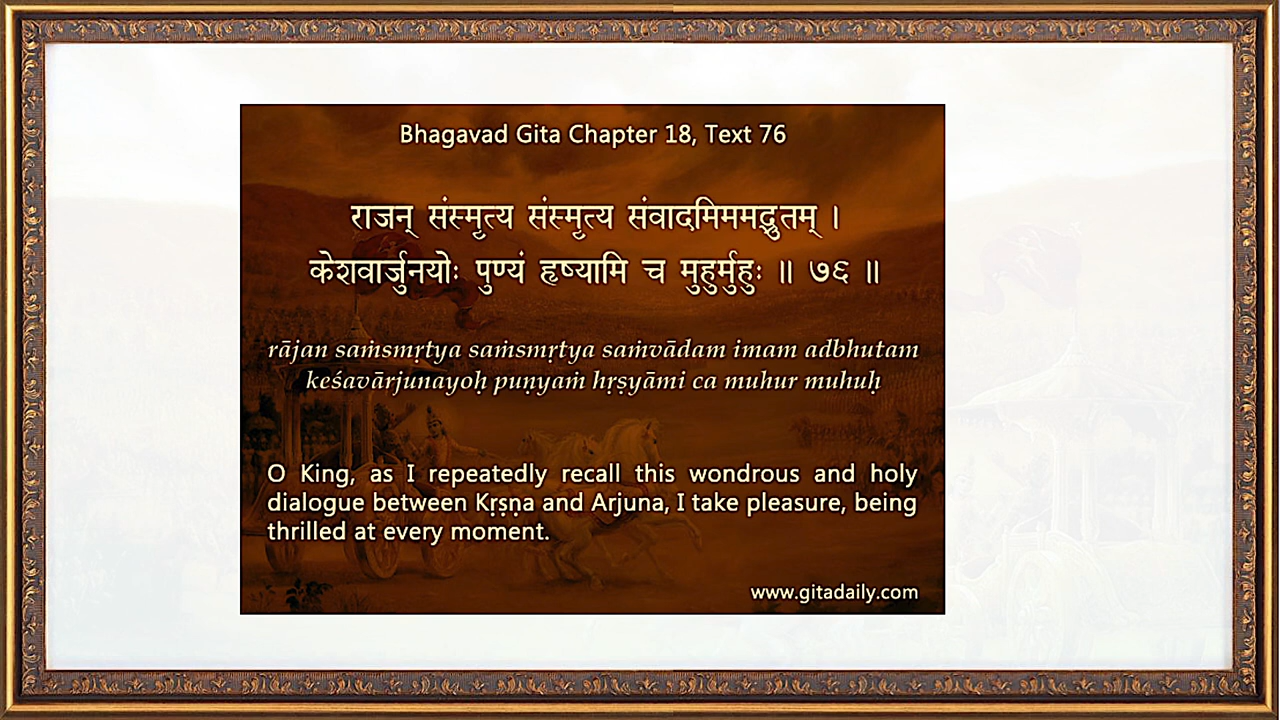 Bhagavad Gita Chapter 18, Text 76
राजन् संस्मृत्य संस्मृत्य संवादमिममद्भुतम् ।
केशवार्जुनयोः पुण्यं हृष्यामि च मुहुर्मुहुः ॥ ७६ ॥
rājan saṁsmṛtya saṁsmṛtya saṁvādam imam adbhutam
keśavārjunayoḥ puṇyaṁ hṛṣyāmi ca muhur muhuḥ
O King, as I repeatedly recall this wondrous and holy
dialogue between Kṛṣṇa and Arjuna, I take pleasure, being
thrilled at every moment.
www.gitadaily.com